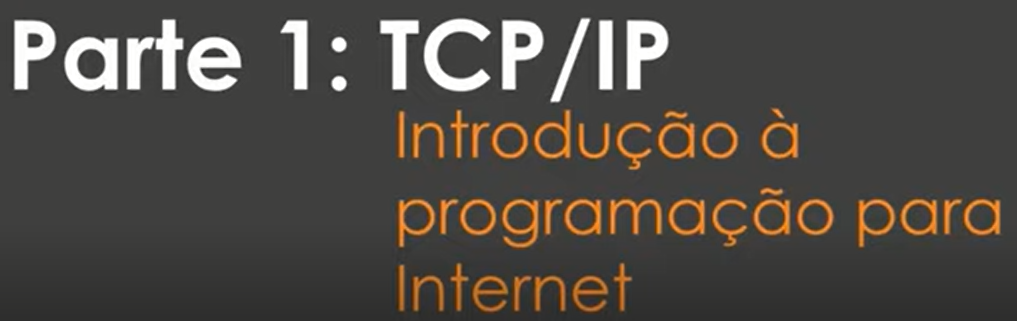 Parte 1: TCP/IP
Introdução à
programação para
Internet